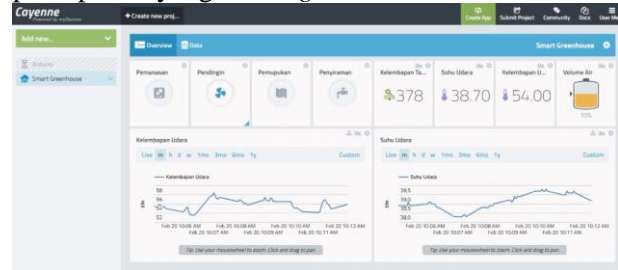 Cayenne
Powered by myDevices
+ Create new proj...
Create App
Submit Project
Community
Docs
User Me
Add new...
Overview
Data
Smart Greenhouse
Arduino
Smart Greenhouse
Pemanasan
Pendingin
Pemupukan
Penyiraman
Kelembapan Ta...
378
Suhu Udara
38.70
Kelembapan U...
54.00
Volume Air
55%
Kelembapan Udara
Live m h d w 1mo 3mo 6mo 1y Custom
Kelembapan Udara
58
56
54
52
Feb 20 10:06 AM Feb 20 10:08 AM Feb 20 10:10 AM Feb 20 10:12 AM
Feb 20 10:07 AM Feb 20 10:09 AM Feb 20 10:11 AM
Tip: Use your mousewheel to zoom. Click and drag to pan.
Suhu Udara
Live m h d w 1mo 3mo 6mo 1y Custom
Suhu Udara
39,5
39,0
38,5
38,0
Feb 20 10:06 AM Feb 20 10:08 AM Feb 20 10:10 AM Feb 20 10:12 AM
Feb 20 10:07 AM Feb 20 10:09 AM Feb 20 10:11 AM
Tip: Use your mousewheel to zoom. Click and drag to pan.